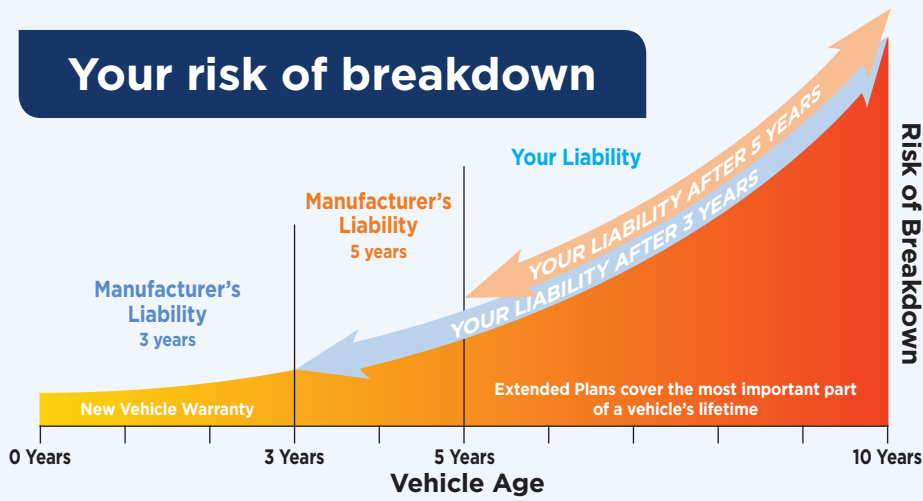 Your risk of breakdown
Your Liability
Manufacturer's
Liability
5 years
Manufacturer's
Liability
3 years
YOUR LIABILITY AFTER 5 YEARS
YOUR LIABILITY AFTER 3 YEARS
New Vehicle Warranty
Extended Plans cover the most important part
of a vehicle's lifetime
Risk of Breakdown
0 Years
3 Years
5 Years
10 Years
Vehicle Age